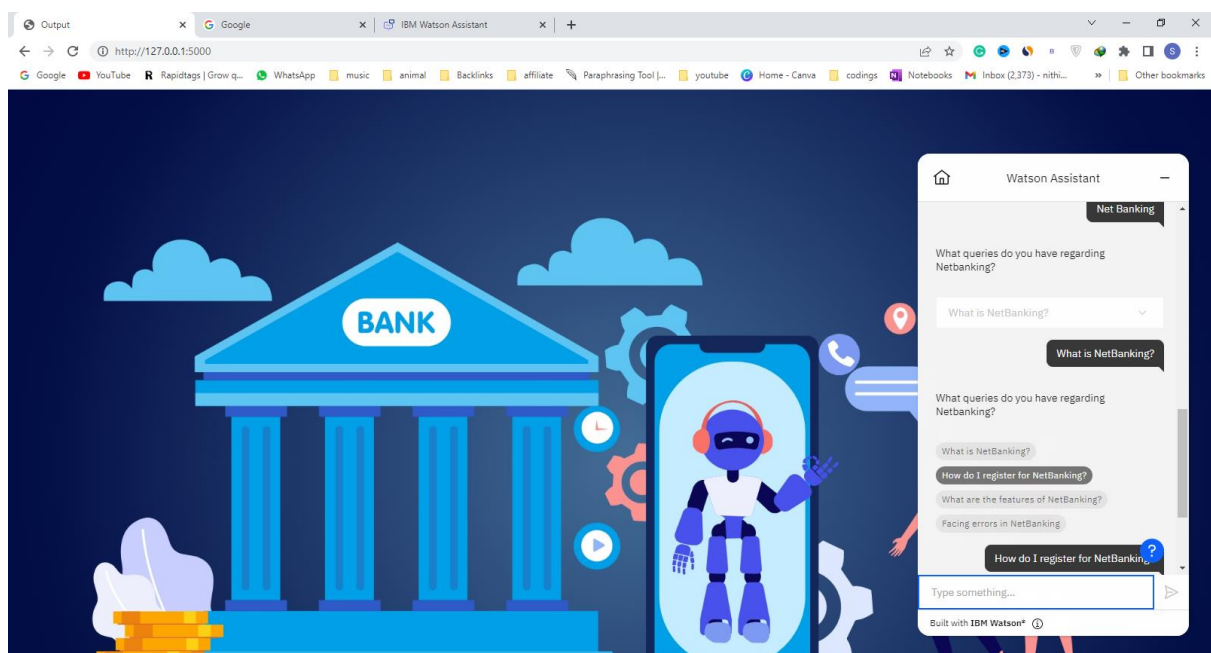 Output
Google
IBM Watson Assistant
http://127.0.0.1:5000
Google YouTube Rapidtags | Grow q... WhatsApp music animal Backlinks affiliate Paraphrasing Tool |... youtube Home - Canva codings Notebooks Inbox (2,373) - nithi... » Other bookmarks
BANK
Watson Assistant
Net Banking
What queries do you have regarding
Netbanking?
What is NetBanking?
What is NetBanking?
What queries do you have regarding
Netbanking?
What is NetBanking?
How do I register for NetBanking?
What are the features of NetBanking?
Facing errors in NetBanking
How do I register for NetBanking
?
Type something...
Built with IBM Watson®